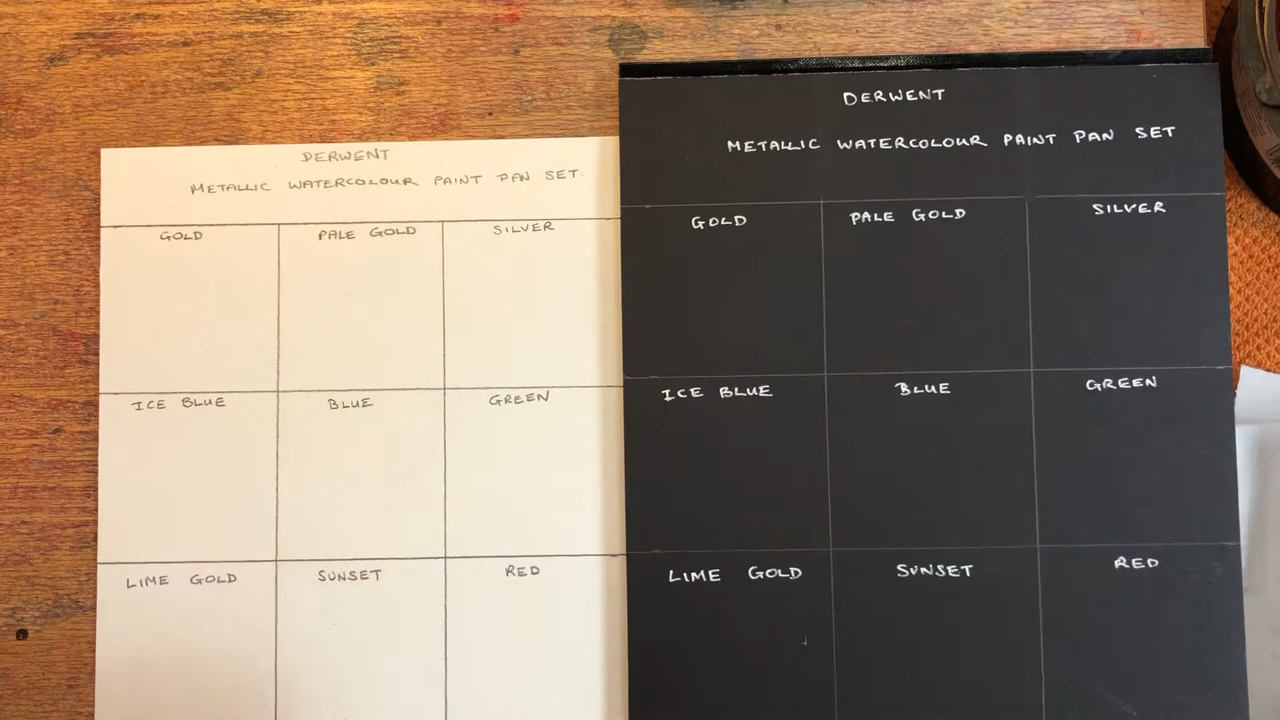 DERWENT
METALLIC WATERCOLOUR PAINT PAN SET.
GOLD PALE GOLD SILVER
ICE BLUE BLUE GREEN
LIME GOLD SUNSET RED
DERWENT
METALLIC WATERCOLOUR PAINT PAN SET
GOLD PALE GOLD SILVER
ICE BLUE BLUE GREEN
LIME GOLD SUNSET RED